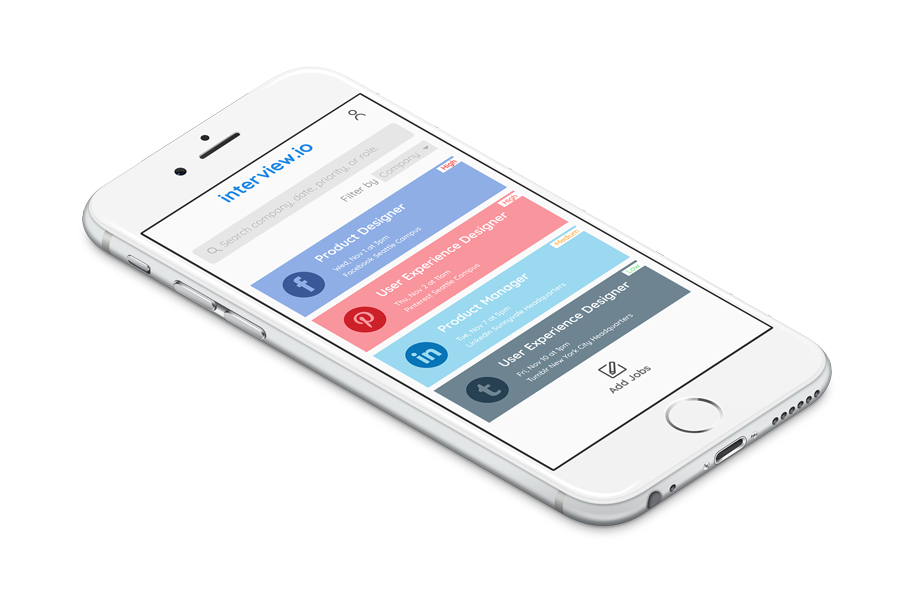 interview.io
Search company, date, priority, or role.
Filter by Company
High
Product Designer
Wed, Nov 1 at 3pm
Facebook Seattle Campus
High
User Experience Designer
Thu, Nov 2 at 11am
Pinterest Seattle Campus
Medium
Product Manager
Tue, Nov 7 at 5pm
LinkedIn Sunnyvale Headquarters
in
Low
User Experience Designer
Fri, Nov 10 at 3pm
Tumblr New York City Headquarters
Add Jobs